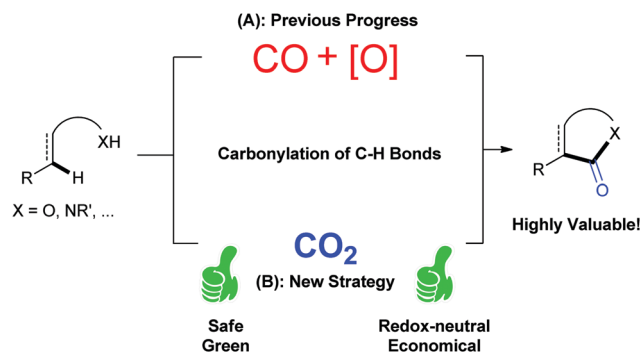 (A): Previous Progress
CO + [O]
XH
R
H
X = O, NR', ...
Carbonylation of C-H Bonds
X
R
O
Highly Valuable!
CO2
(B): New Strategy
Safe
Green
Redox-neutral
Economical